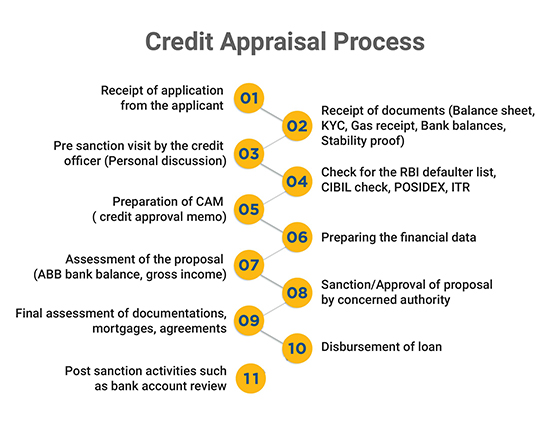 Credit Appraisal Process
Receipt of application
from the applicant
01
02
Receipt of documents (Balance sheet,
KYC, Gas receipt, Bank balances,
Stability proof)
Pre sanction visit by the credit
officer (Personal discussion)
03
04
Check for the RBI defaulter list,
CIBIL check, POSIDEX, ITR
Preparation of CAM
( credit approval memo)
05
06
Preparing the financial data
Assessment of the proposal
(ABB bank balance, gross income)
07
08
Sanction/Approval of proposal
by concerned authority
Final assessment of documentations,
mortgages, agreements
09
10
Disbursement of loan
Post sanction activities such
as bank account review
11